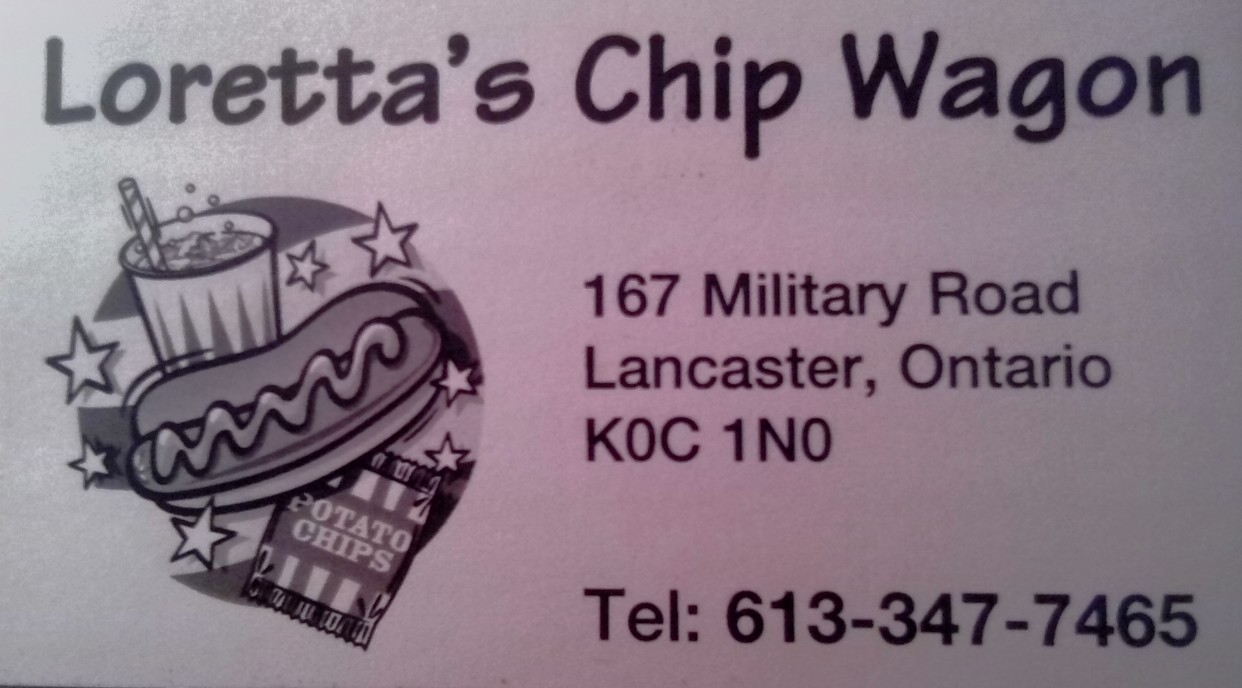 Loretta's Chip Wagon
POTATO
CHIPS
167 Military Road
Lancaster, Ontario
K0C 1N0
Tel: 613-347-7465